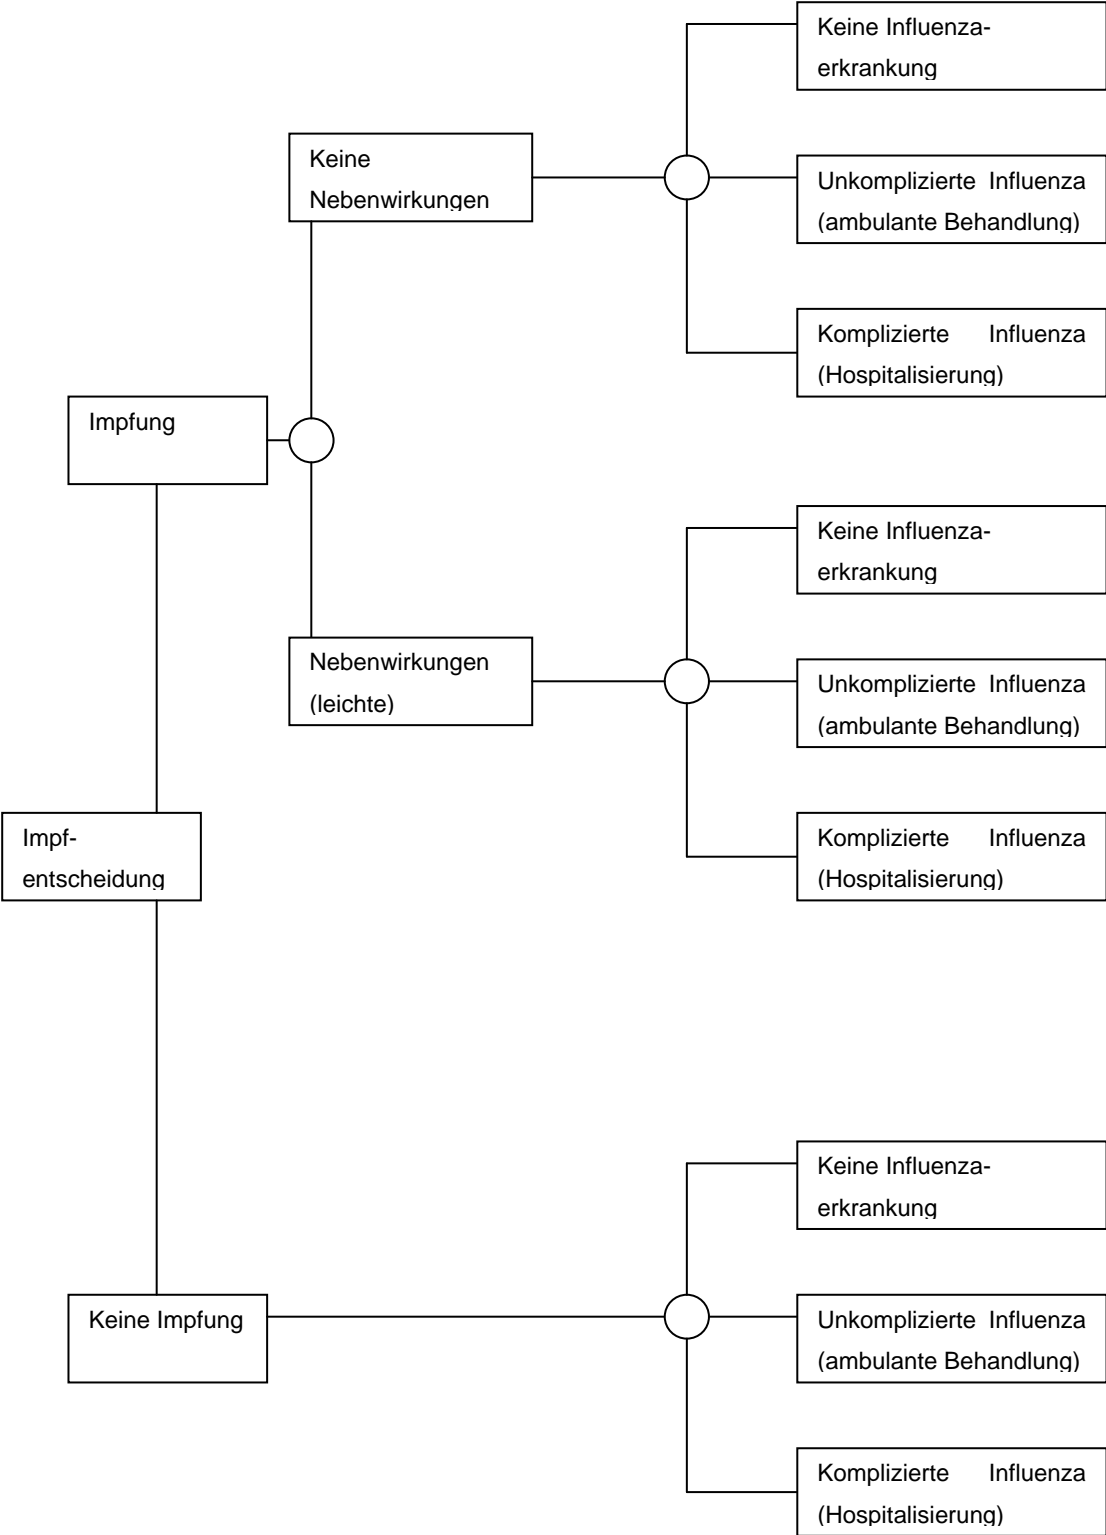 Keine Influenza-
erkrankung
Keine
Nebenwirkungen
Unkomplizierte Influenza
(ambulante Behandlung)
Komplizierte Influenza
(Hospitalisierung)
Impfung
Keine Influenza-
erkrankung
Nebenwirkungen
(leichte)
Unkomplizierte Influenza
(ambulante Behandlung)
Impf-
entscheidung
Komplizierte Influenza
(Hospitalisierung)
Keine Influenza-
erkrankung
Keine Impfung
Unkomplizierte Influenza
(ambulante Behandlung)
Komplizierte Influenza
(Hospitalisierung)